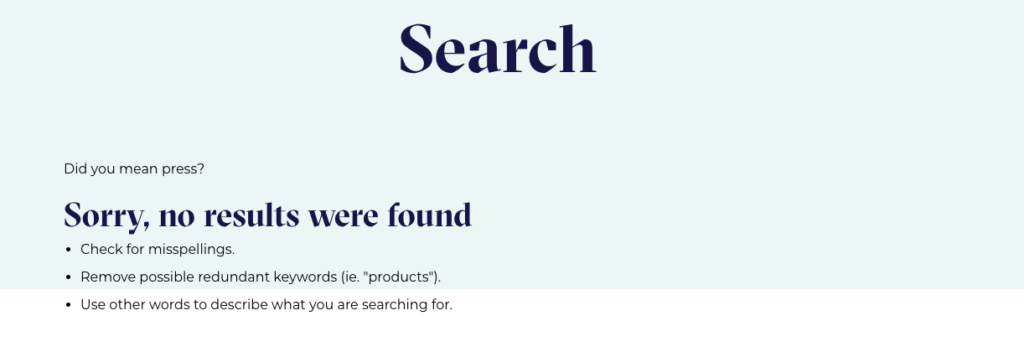 Search
Did you mean press?
Sorry, no results were found
• Check for misspellings.
• Remove possible redundant keywords (ie. "products").
• Use other words to describe what you are searching for.